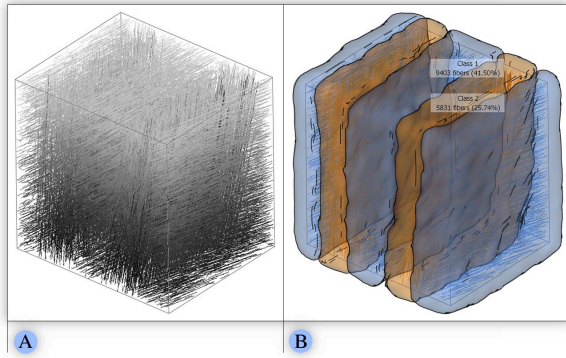 Class 1
9403 fibers (41.50%)
Class 2
5831 fibers (25.74%)
A
B